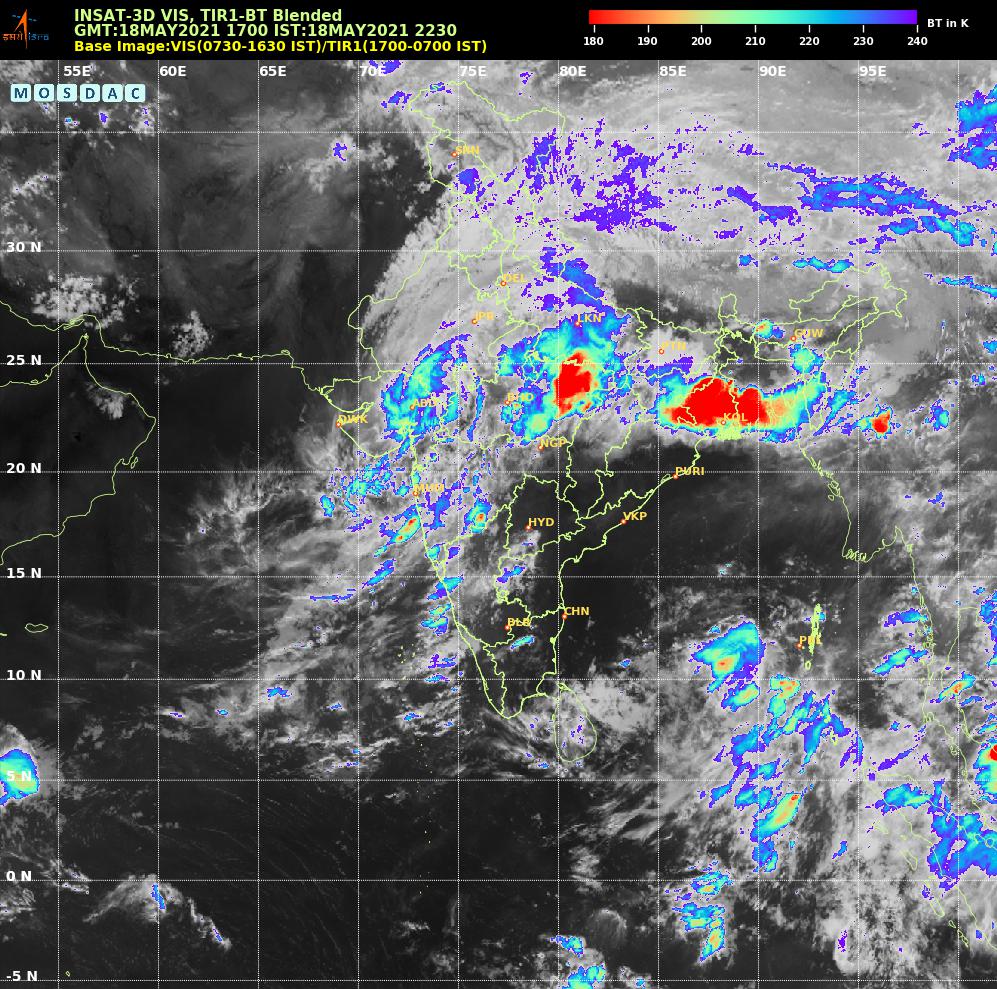 INSAT-3D VIS, TIR1-BT Blended
GMT:18MAY2021 1700 IST:18MAY2021 2230
Base Image:VIS(0730-1630 IST)/TIR1(1700-0700 IST)
BT in K
180 190 200 210 220 230 240
55E 60E 65E 70E 75E 80E 85E 90E 95E
MOSDAC
SRN
30 N
DEL
JPR LKN GUW
PTN
25 N
BHO
DWK KOL
NGP
20 N
PURI
MUM
HYD VKP
15 N
BLR CHN
10 N
5 N
0 N
-5 N